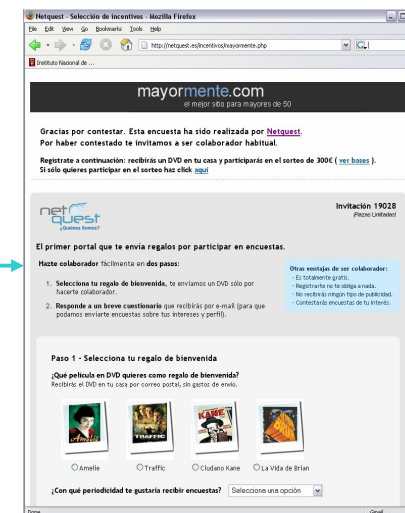 Netquest - Selección de incentivos - Mozilla Firefox
File Edit View Go Bookmarks Tools Help
http://netquest.es/incentivos/mayormente.php
G
Instituto Nacional de ...
mayormente.com
el mejor sitio para mayores de 50
Gracias por contestar. Esta encuesta ha sido realizada por Netquest.
Por haber contestado te invitamos a ser colaborador habitual.
Regístrate a continuación: recibirás un DVD en tu casa y participarás en el sorteo de 300€ ( ver bases ).
Si sólo quieres participar en el sorteo haz click aquí
net quest
¿Quiénes Somos?
Invitación 19028
¡Plazas Limitadas!
El primer portal que te envía regalos por participar en encuestas.
Hazte colaborador fácilmente en dos pasos:
1. Selecciona tu regalo de bienvenida, te enviamos un DVD sólo por
hacerte colaborador.
2. Responde a un breve cuestionario que recibirás por e-mail (para que
podamos enviarte encuestas sobre tus intereses y perfil).
Otras ventajas de ser colaborador:
- Es totalmente gratis.
- Registrarte no te obliga a nada.
- No recibirás ningún tipo de publicidad.
- Contestarás encuestas de tu interés.
Paso 1 - Selecciona tu regalo de bienvenida
¿Qué película en DVD quieres como regalo de bienvenida?
Recibirás el DVD en tu casa por correo postal, sin gastos de envío.
Amelie
TRAFFIC
KANE
Amelie Traffic Ciudano Kane La Vida de Brian
¿Con qué periodicidad te gustaría recibir encuestas? Selecciona una opción
Done Gmail